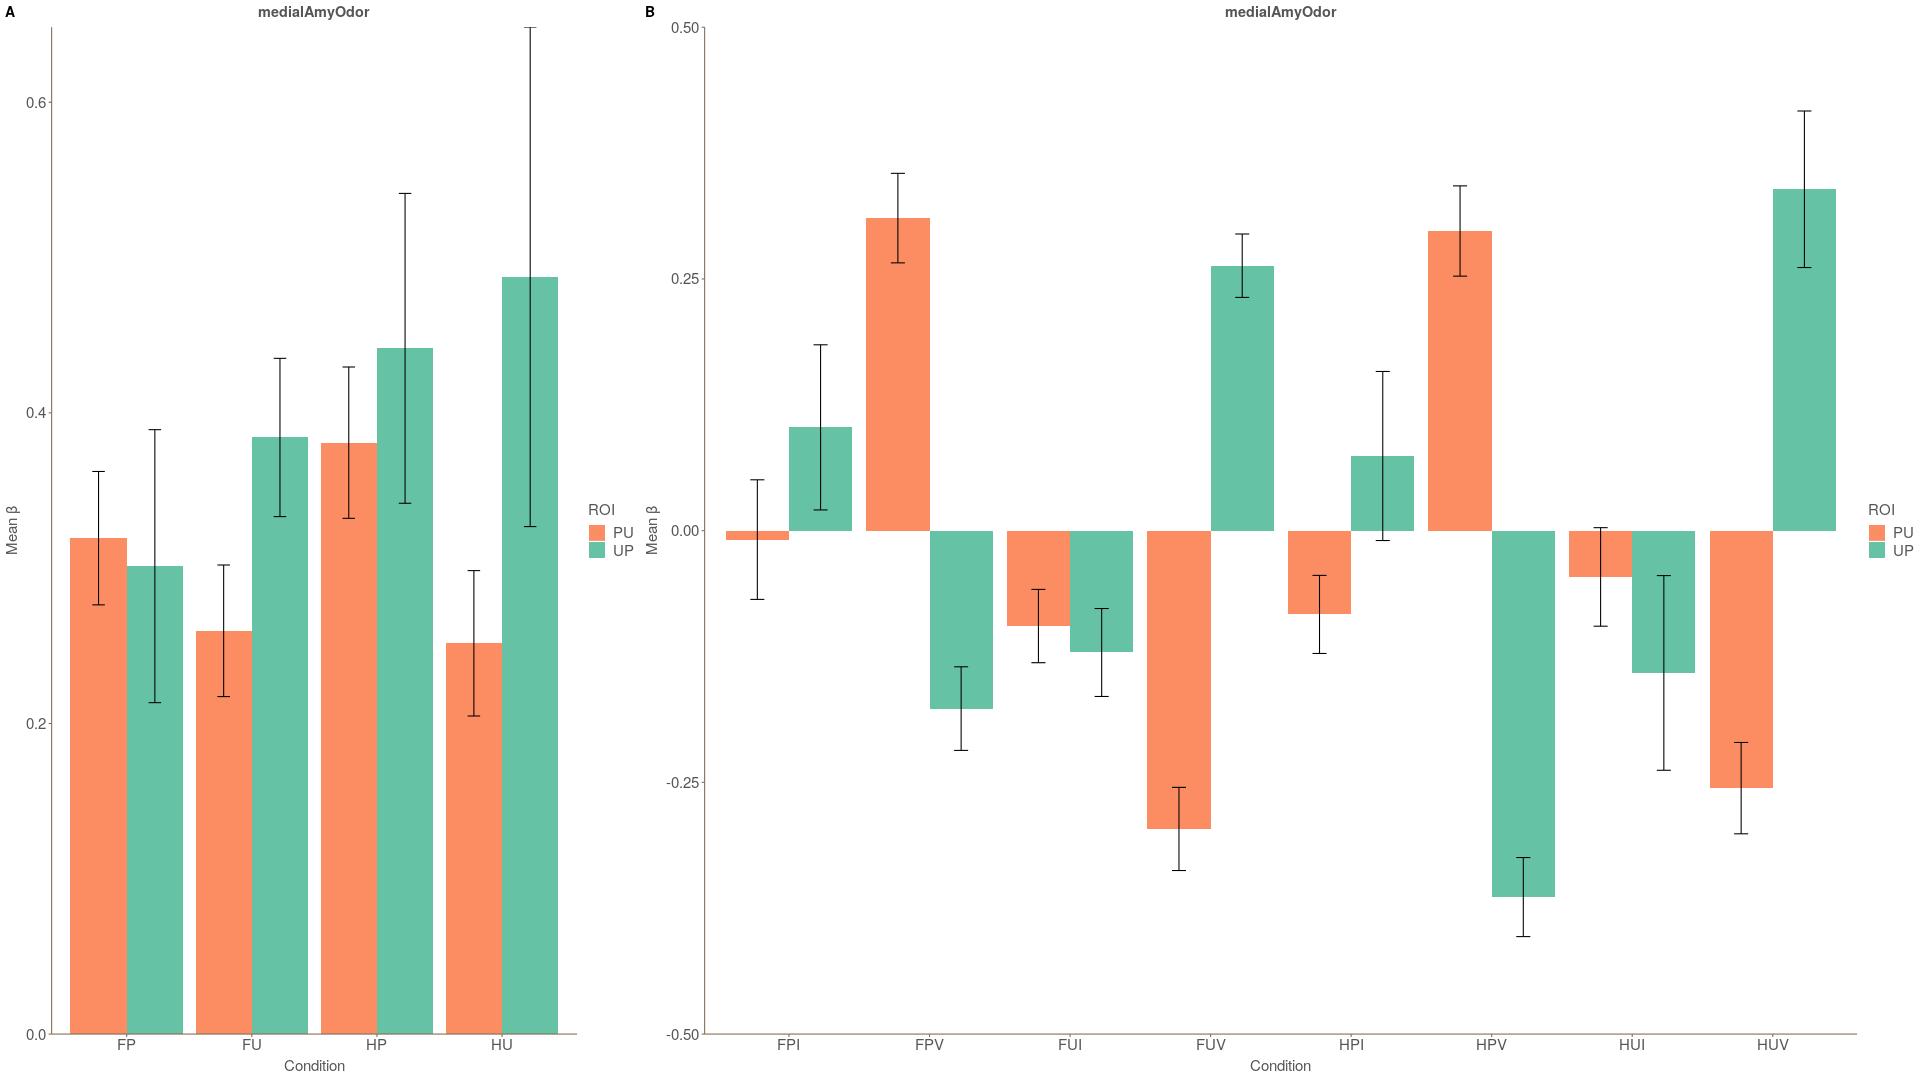 A
medialAmyOdor
Mean β
0.6
0.4
0.2
0.0
FP FU HP HU
Condition
ROI
PU
UP
B
medialAmyOdor
Mean β
0.50
0.25
0.00
-0.25
-0.50
FPI FPV FUI FUV HPI HPV HUI HUV
Condition
ROI
PU
UP